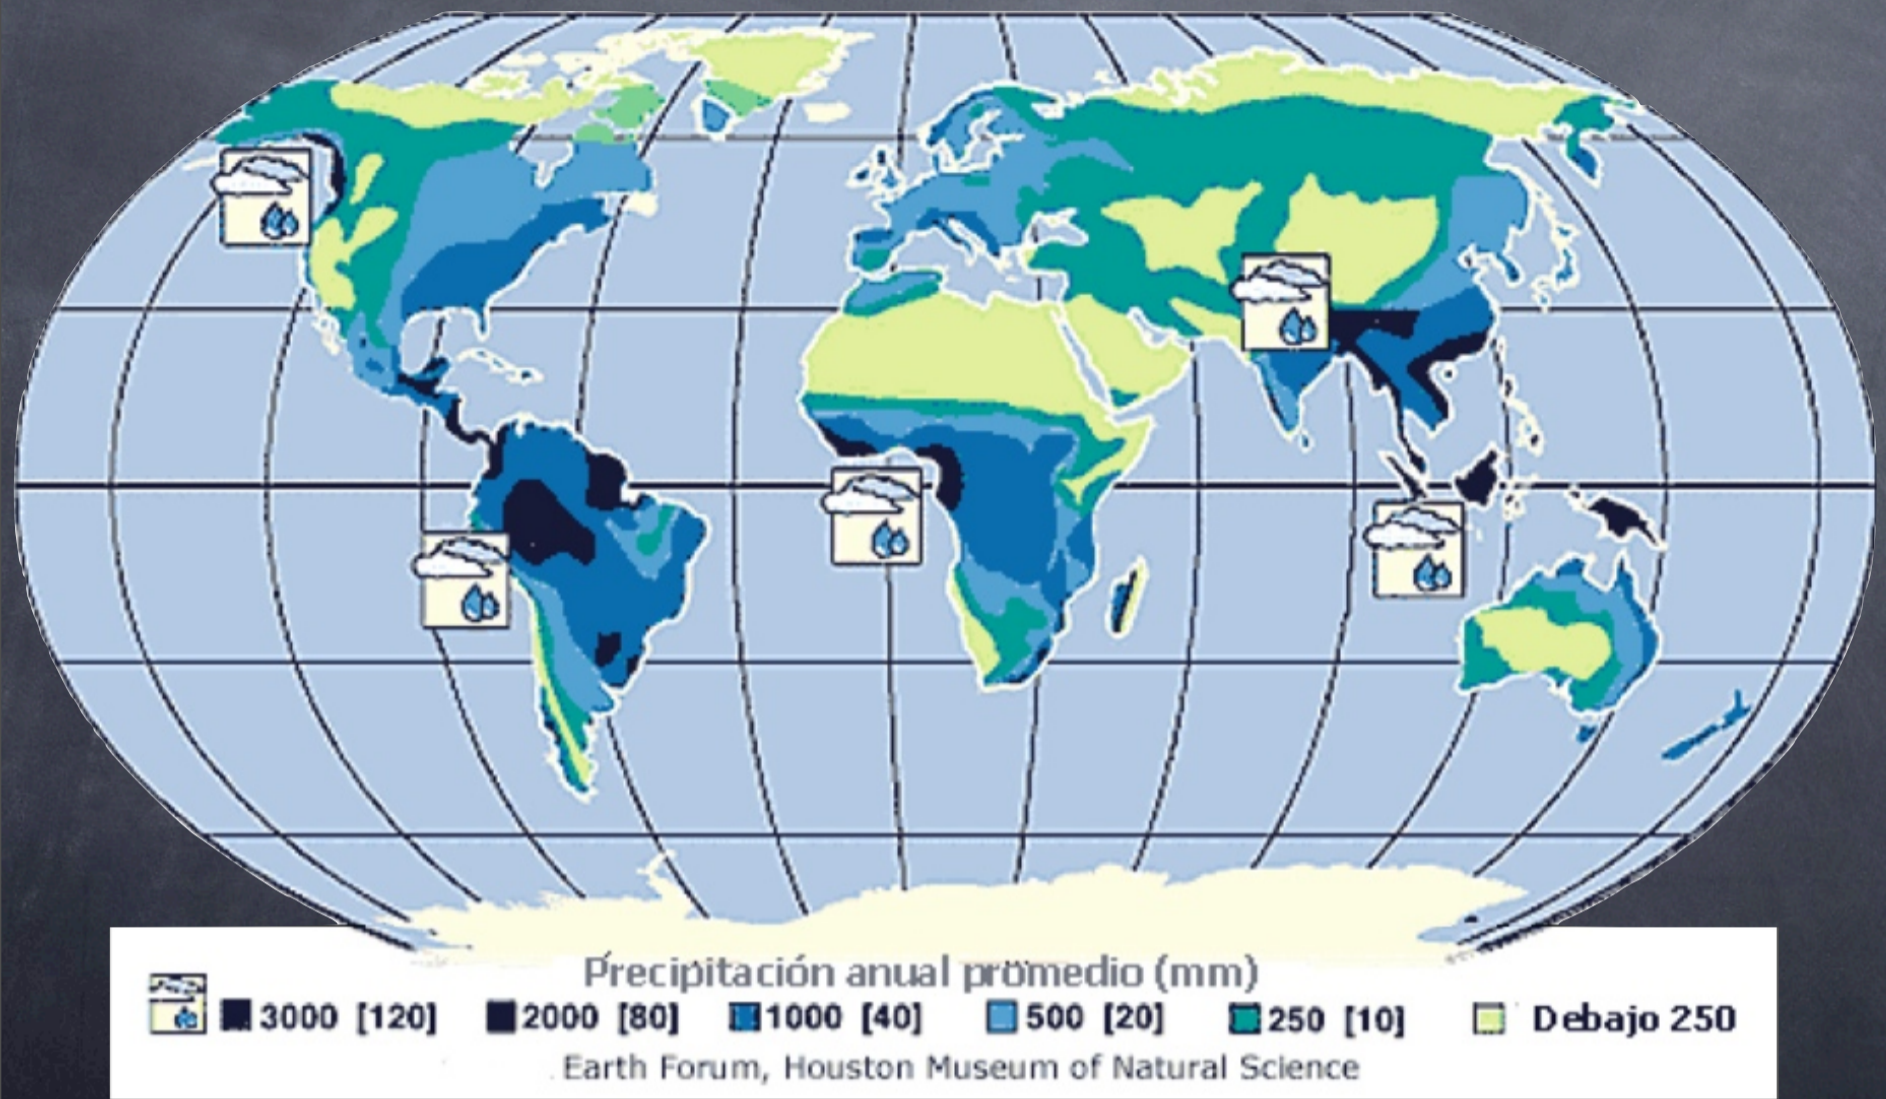 Precipitación anual promedio (mm)
3000 [120] 2000 [80] 1000 [40] 500 [20] 250 [10] Debajo 250
Earth Forum, Houston Museum of Natural Science